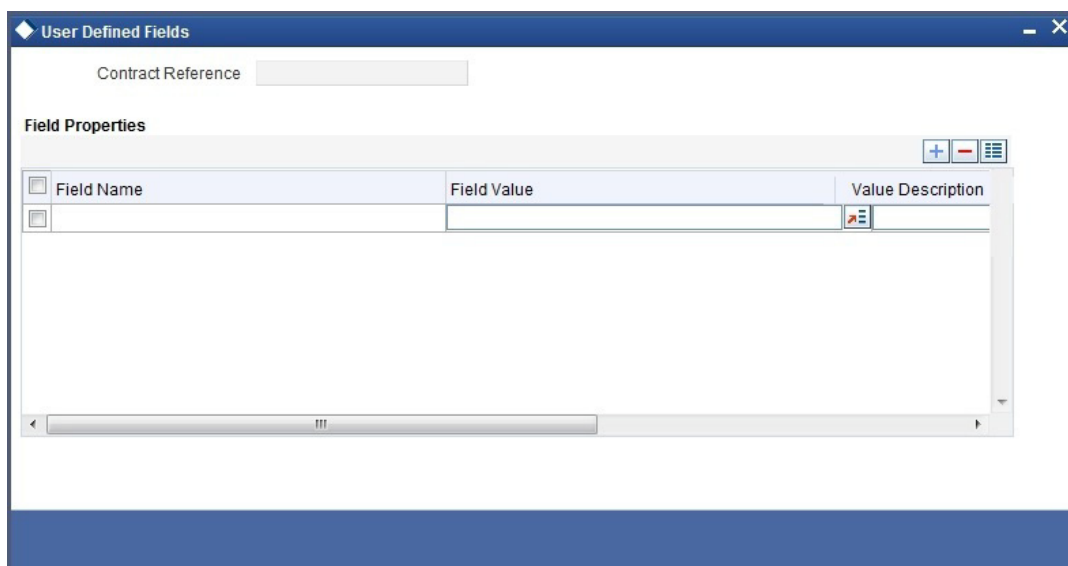 User Defined Fields
Contract Reference
Field Properties
Field Name Field Value Value Description